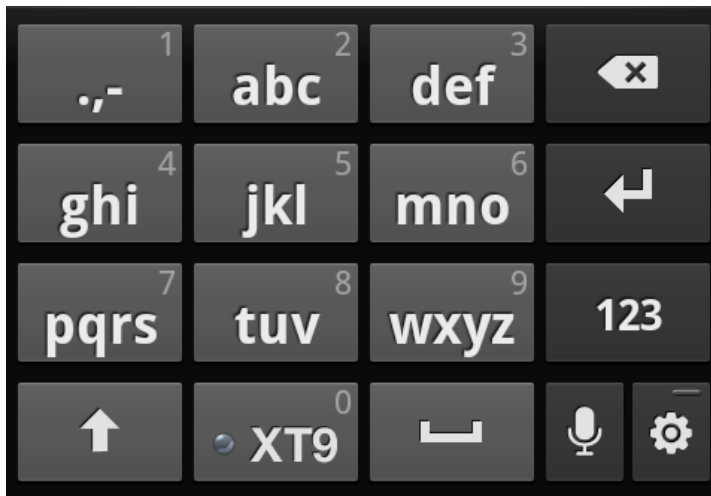 1 2 3
.,- abc def
4 5 6
ghi jkl mno
7 8 9
pqrs tuv wxyz 123
0
XT9